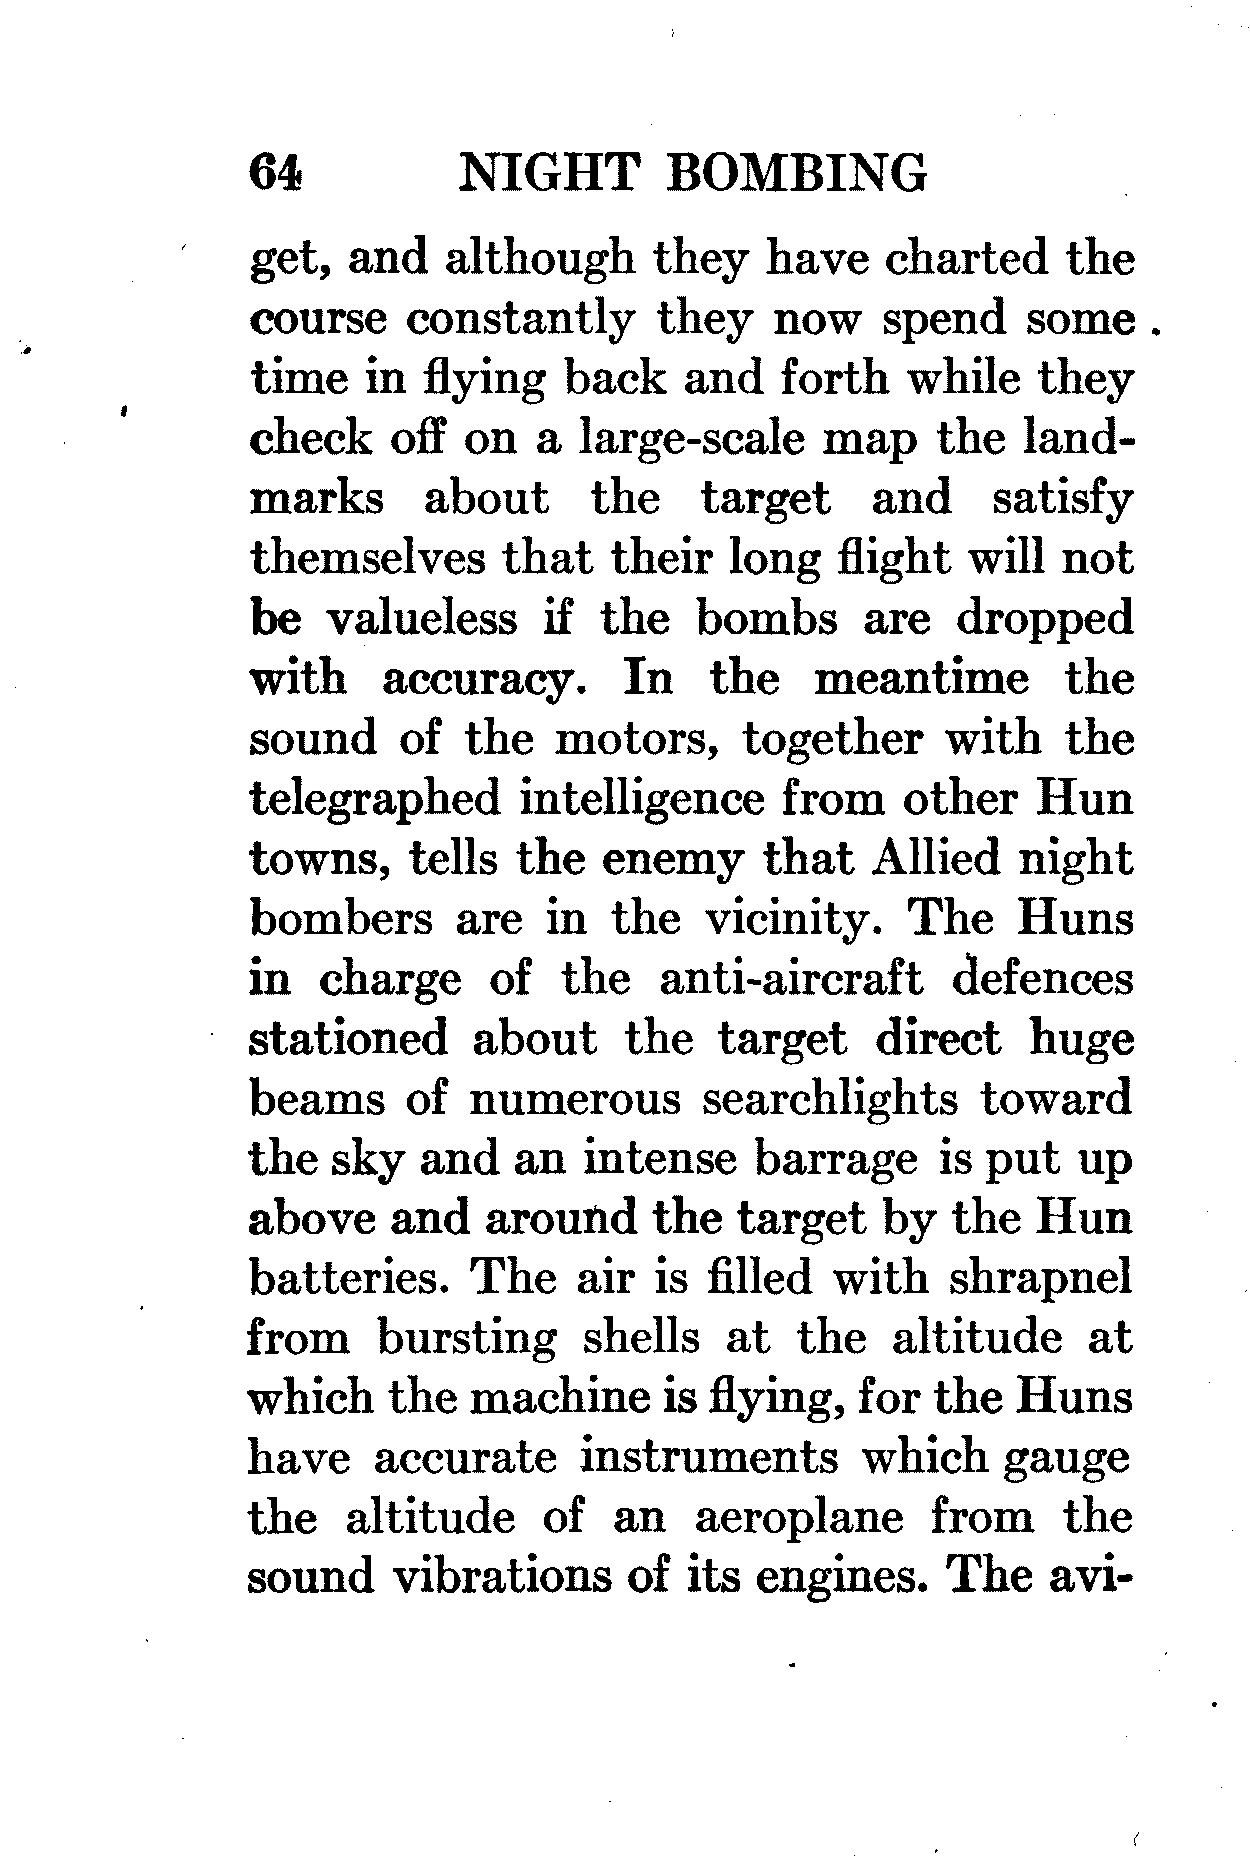 64 NIGHT BOMBING
get, and although they have charted the
course constantly they now spend some
time in flying back and forth while they
check off on a large-scale map the land-
marks about the target and satisfy
themselves that their long flight will not
be valueless if the bombs are dropped
with accuracy. In the meantime the
sound of the motors, together with the
telegraphed intelligence from other Hun
towns, tells the enemy that Allied night
bombers are in the vicinity. The Huns
in charge of the anti-aircraft defences
stationed about the target direct huge
beams of numerous searchlights toward
the sky and an intense barrage is put up
above and around the target by the Hun
batteries. The air is filled with shrapnel
from bursting shells at the altitude at
which the machine is flying, for the Huns
have accurate instruments which gauge
the altitude of an aeroplane from the
sound vibrations of its engines. The avi-